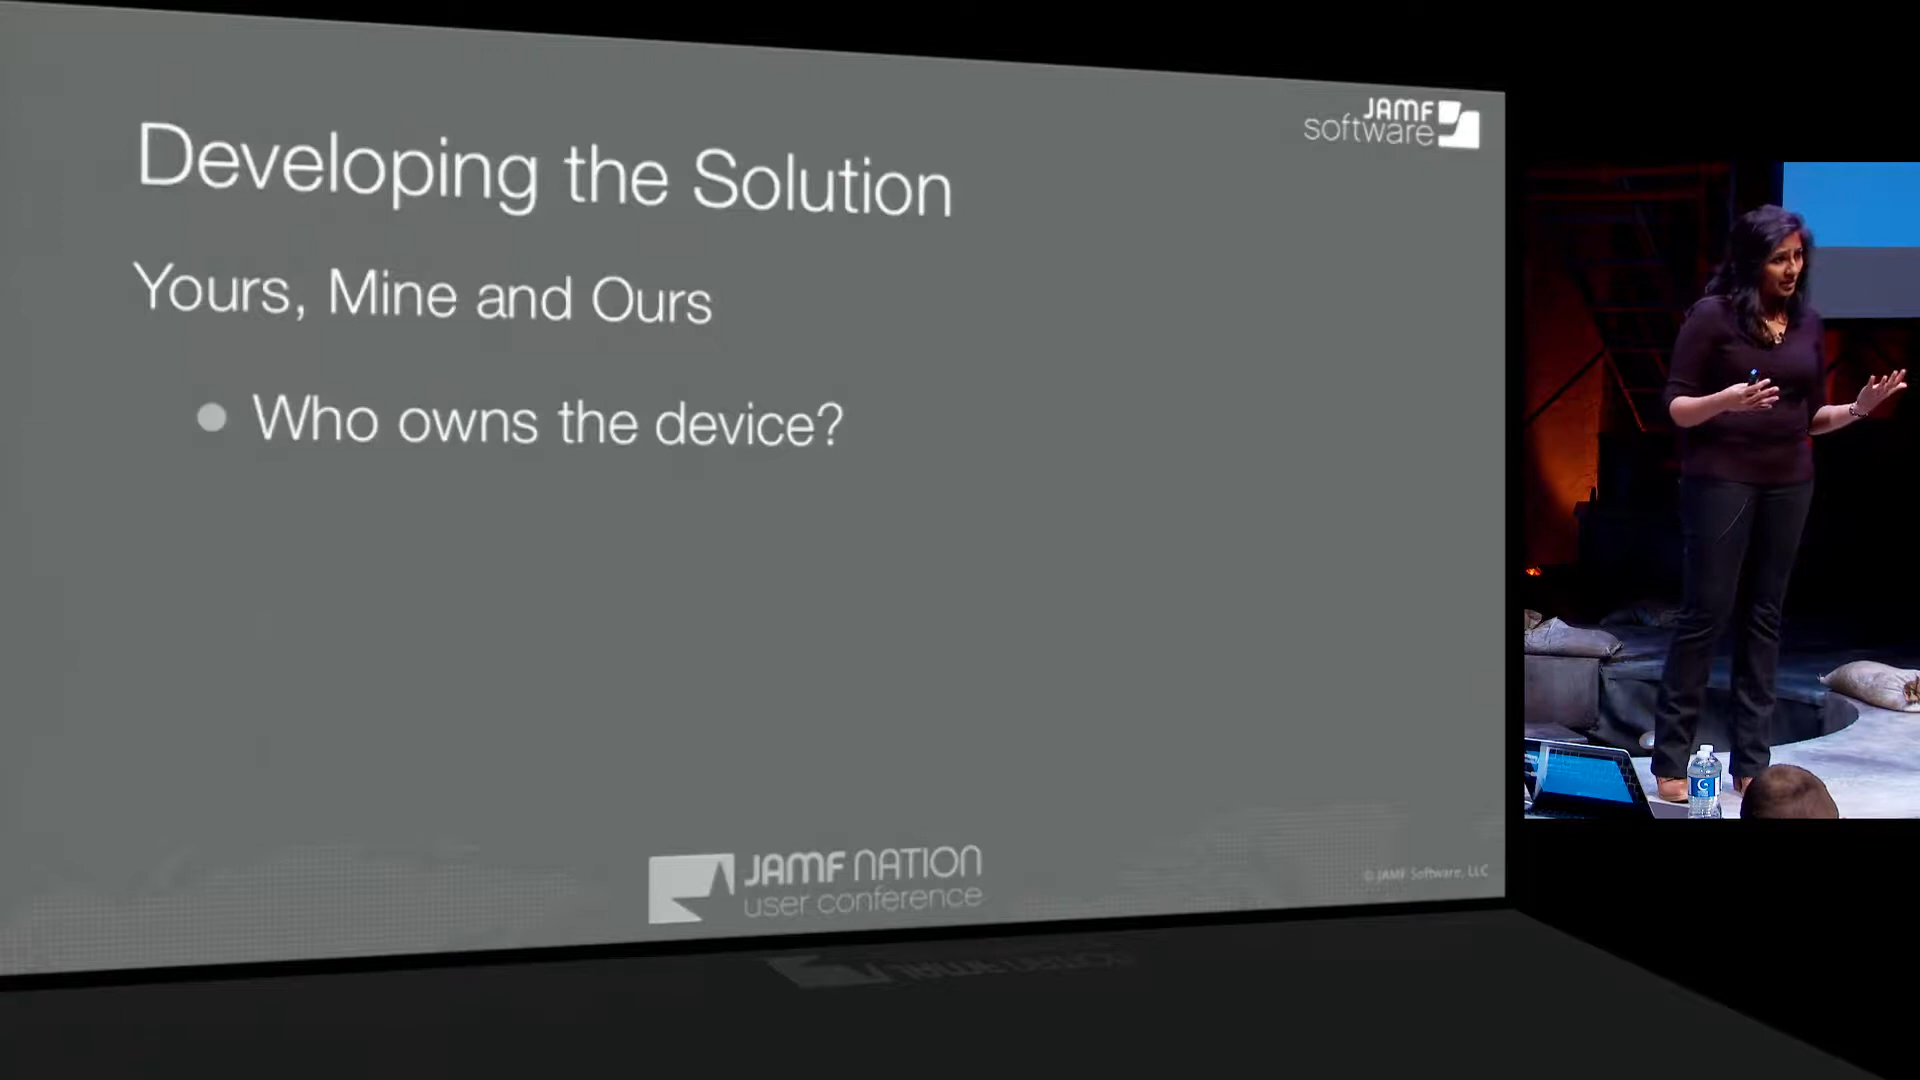 JAMF
software
Developing the Solution
Yours, Mine and Ours
Who owns the device?
JAMF NATION
user conference
© JAMF Software, LLC